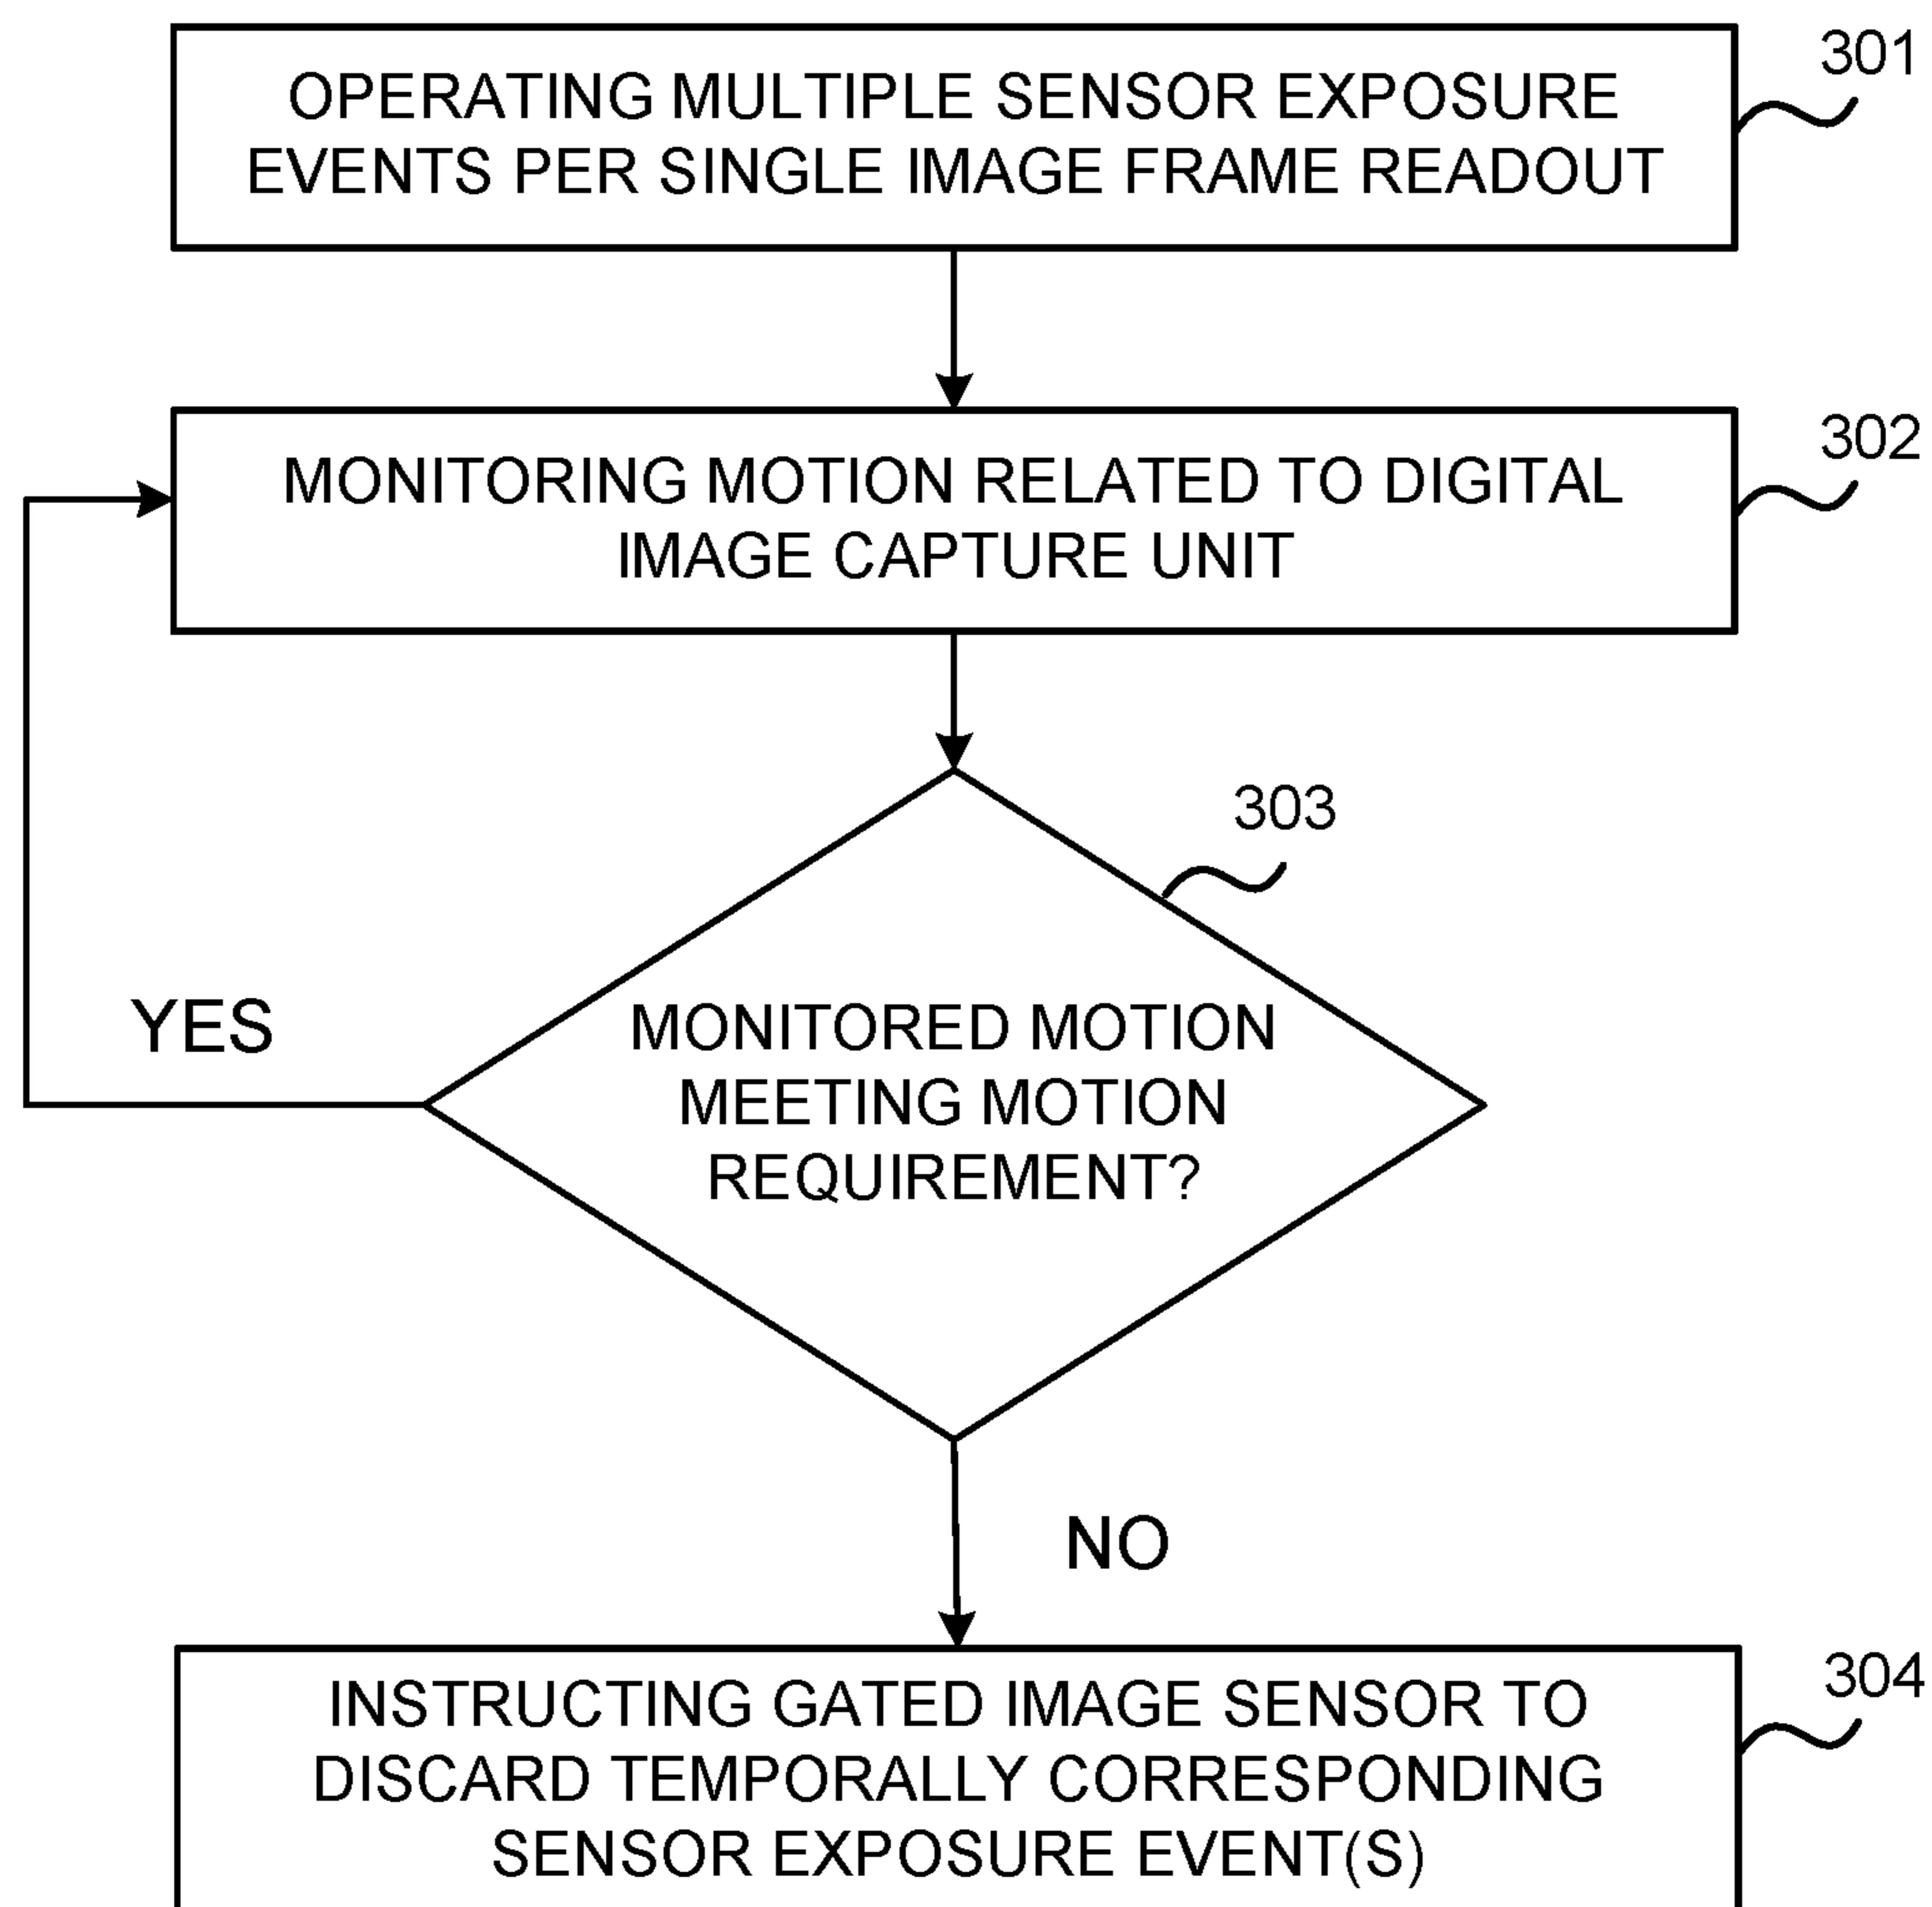 301
OPERATING MULTIPLE SENSOR EXPOSURE
EVENTS PER SINGLE IMAGE FRAME READOUT
302
MONITORING MOTION RELATED TO DIGITAL
IMAGE CAPTURE UNIT
303
YES
MONITORED MOTION
MEETING MOTION
REQUIREMENT?
NO
304
INSTRUCTING GATED IMAGE SENSOR TO
DISCARD TEMPORALLY CORRESPONDING
SENSOR EXPOSURE EVENT(S)